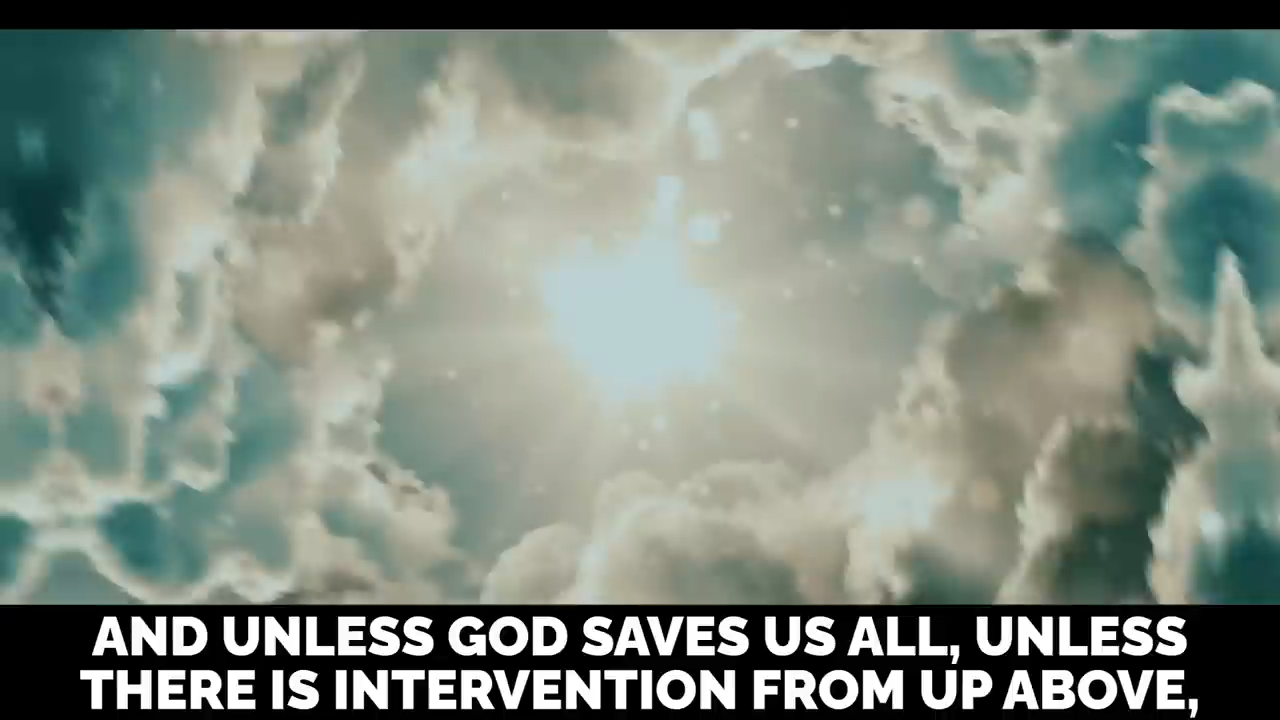 AND UNLESS GOD SAVES US ALL, UNLESS
THERE IS INTERVENTION FROM UP ABOVE,